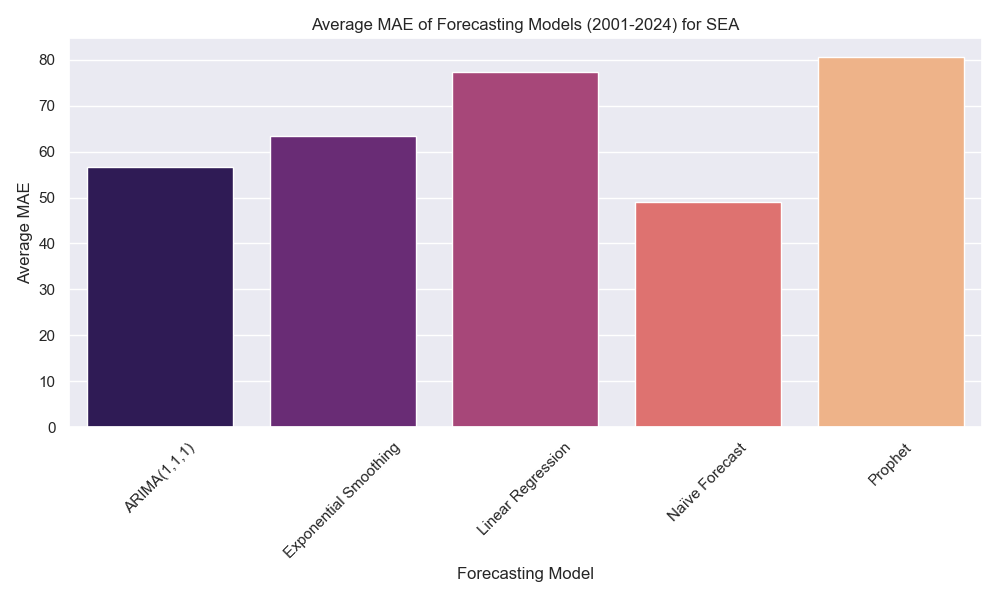 Average MAE of Forecasting Models (2001-2024) for SEA
Average MAE
80
70
60
50
40
30
20
10
0
ARIMA(1,1,1)
Exponential Smoothing
Linear Regression
Naïve Forecast
Prophet
Forecasting Model